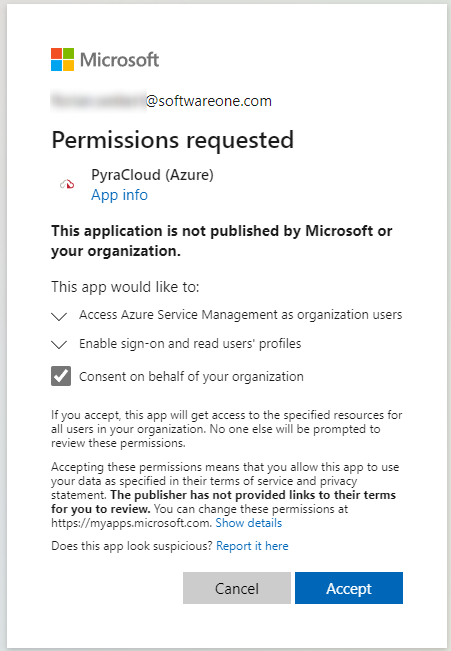 Microsoft
@softwareone.com
Permissions requested
PyraCloud (Azure)
App info
This application is not published by Microsoft or
your organization.
This app would like to:
Access Azure Service Management as organization users
Enable sign-on and read users' profiles
Consent on behalf of your organization
If you accept, this app will get access to the specified resources for
all users in your organization. No one else will be prompted to
review these permissions.
Accepting these permissions means that you allow this app to use
your data as specified in their terms of service and privacy
statement. The publisher has not provided links to their terms
for you to review. You can change these permissions at
https://myapps.microsoft.com. Show details
Does this app look suspicious? Report it here
Cancel
Accept